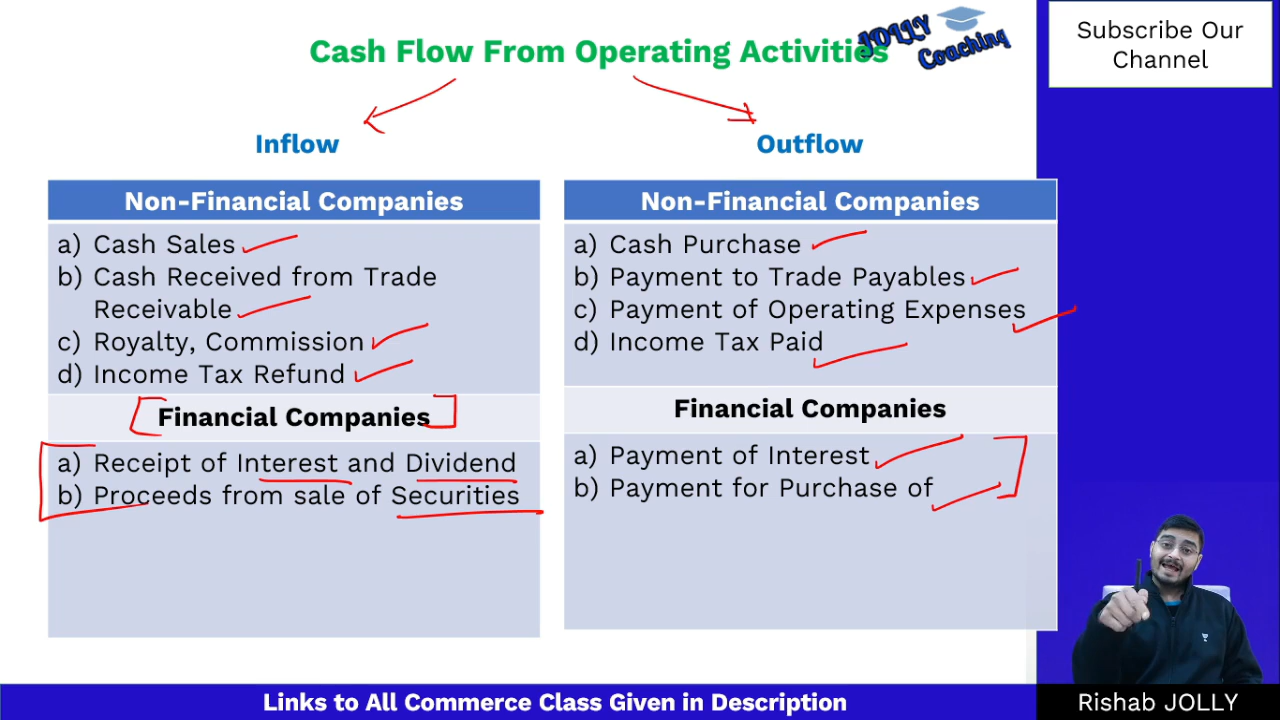 Cash Flow From Operating Activities
JOLLY
Coaching
Subscribe Our
Channel
Inflow
Outflow
Non-Financial Companies
a) Cash Sales
b) Cash Received from Trade
Receivable
c) Royalty, Commission
d) Income Tax Refund
Financial Companies
a) Receipt of Interest and Dividend
b) Proceeds from sale of Securities
Non-Financial Companies
a) Cash Purchase
b) Payment to Trade Payables
c) Payment of Operating Expenses
d) Income Tax Paid
Financial Companies
a) Payment of Interest
b) Payment for Purchase of
Links to All Commerce Class Given in Description
Rishab JOLLY